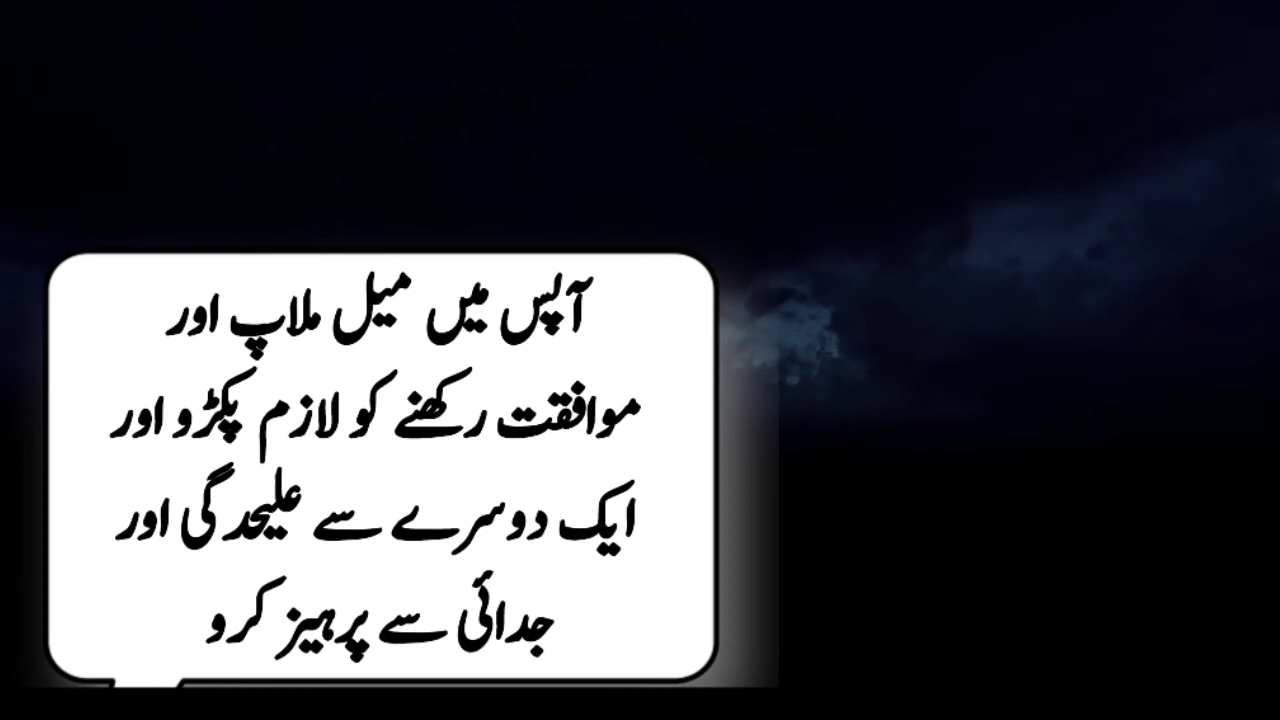 آپس میں میل ملاپ اور
موافقت رکھنے کو لازم پکڑو اور
ایک دوسرے سے علیحدگی اور
جدائی سے پرہیز کرو